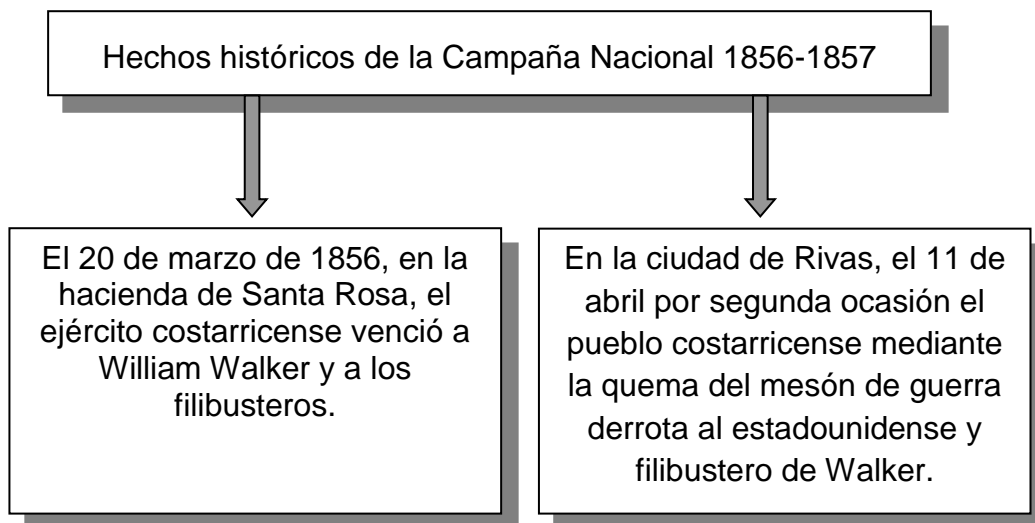 Hechos históricos de la Campaña Nacional 1856-1857
El 20 de marzo de 1856, en la
hacienda de Santa Rosa, el
ejército costarricense venció a
William Walker y a los
filibusteros.
En la ciudad de Rivas, el 11 de
abril por segunda ocasión el
pueblo costarricense mediante
la quema del mesón de guerra
derrota al estadounidense y
filibustero de Walker.